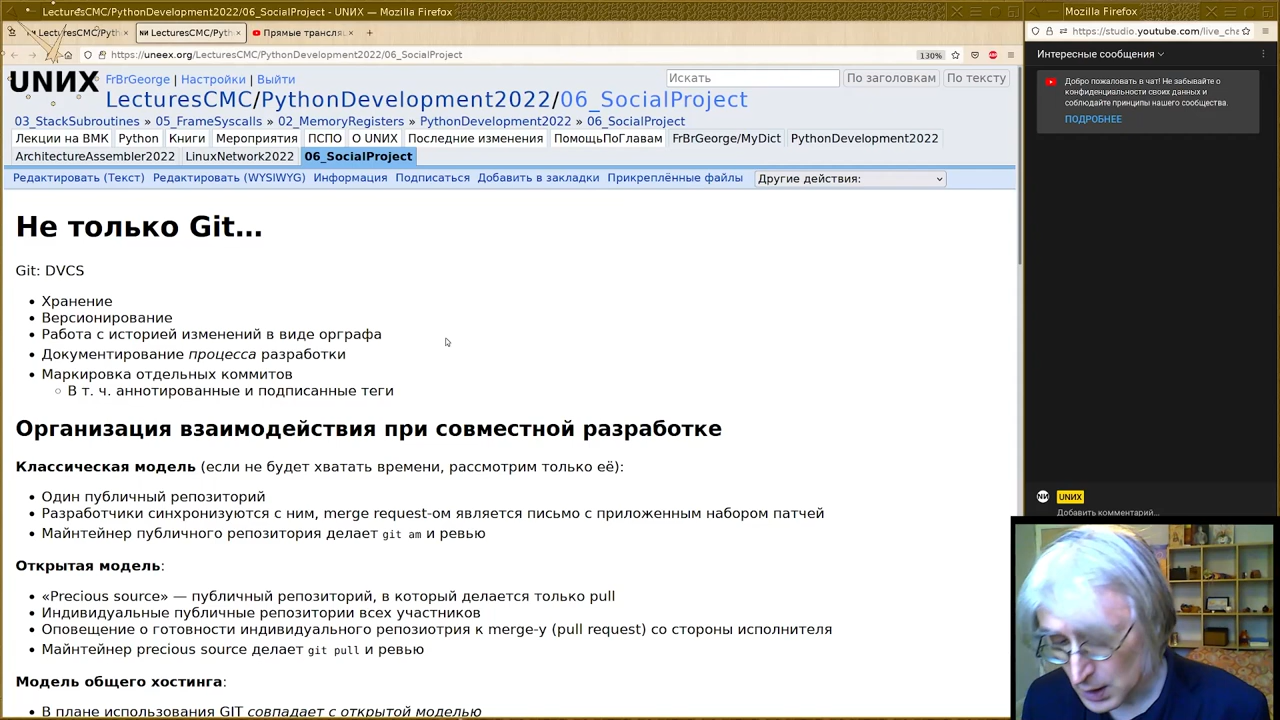 LecturesCMC/PythonDevelopment2022/06_SocialProject - UNИX — Mozilla Firefox
LecturesCMC/Pyth
LecturesCMC/Pyth
Прямые трансля
https://uneex.org/LecturesCMC/PythonDevelopment2022/06_SocialProject
130%
UNИX
FrBrGeorge | Настройки | Выйти
Искать
По заголовкам
По тексту
LecturesCMC/PythonDevelopment2022/06_SocialProject
03_StackSubroutines » 05_FrameSyscalls » 02_MemoryRegisters » PythonDevelopment2022 » 06_SocialProject
Лекции на ВМК Python Книги Мероприятия ПСПО О UNIX Последние изменения ПомощьПоГлавам FrBrGeorge/MyDict PythonDevelopment2022
ArchitectureAssembler2022 LinuxNetwork2022 06_SocialProject
Редактировать (Текст) Редактировать (WYSIWYG) Информация Подписаться Добавить в закладки Прикреплённые файлы Другие действия:
Не только Git…
Git: DVCS
Хранение
Версионирование
Работа с историей изменений в виде орграфа
Документирование процесса разработки
Маркировка отдельных коммитов
В т. ч. аннотированные и подписанные теги
Организация взаимодействия при совместной разработке
Классическая модель (если не будет хватать времени, рассмотрим только её):
Один публичный репозиторий
Разработчики синхронизуются с ним, merge request-ом является письмо с приложенным набором патчей
Майнтейнер публичного репозитория делает git am и ревью
Открытая модель:
«Precious source» — публичный репозиторий, в который делается только pull
Индивидуальные публичные репозитории всех участников
Оповещение о готовности индивидуального репозиотрия к merge-у (pull request) со стороны исполнителя
Майнтейнер precious source делает git pull и ревью
Модель общего хостинга:
В плане использования GIT совпадает с открытой моделью
Mozilla Firefox
https://studio.youtube.com/live_cha
Интересные сообщения
Добро пожаловать в чат! Не забывайте о
конфиденциальности своих данных и
соблюдайте принципы нашего сообщества.
ПОДРОБНЕЕ
NИ UNИX
Добавить комментарий…